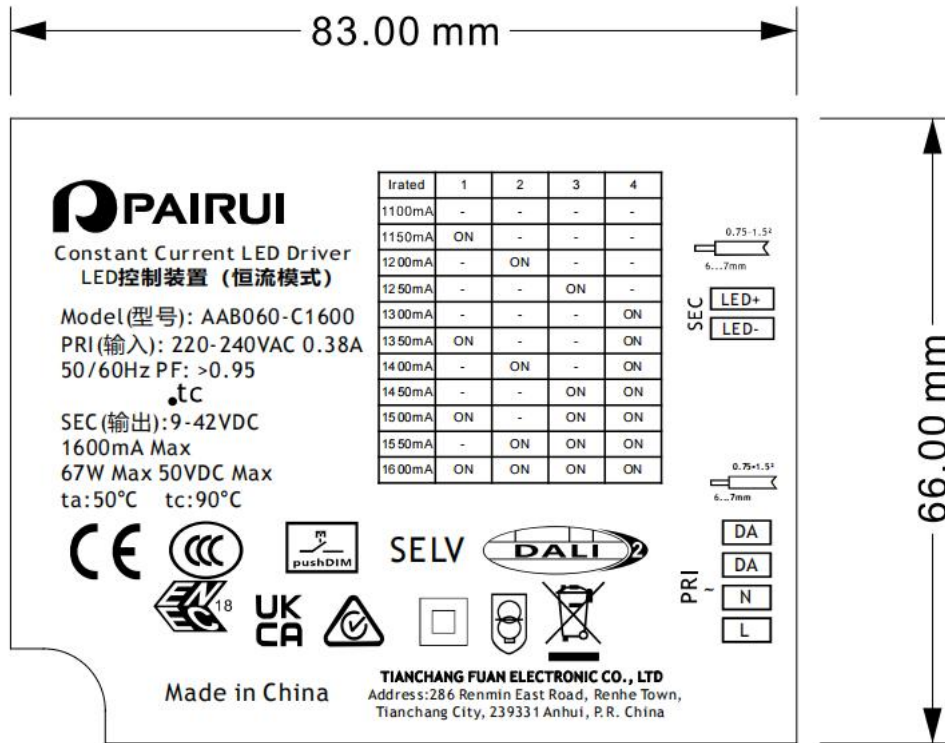 83.00 mm
PAIRUI
Constant Current LED Driver
LED控制装置（恒流模式）
Model(型号): AAB060-C1600
PRI(输入): 220-240VAC 0.38A
50/60Hz PF: >0.95
.tc
SEC(输出):9-42VDC
1600mA Max
67W Max 50VDC Max
ta:50°C tc:90°C
Irated 1 2 3 4
1100mA - - - -
1150mA ON - - -
1200mA - ON - -
1250mA - - ON -
1300mA - - - ON
1350mA ON - - ON
1400mA - ON - ON
1450mA - - ON ON
1500mA ON - ON ON
1550mA - ON ON ON
1600mA ON ON ON ON
0.75-1.5²
6...7mm
SEC
LED+
LED-
0.75-1.5²
6...7mm
PRI ~
DA
DA
N
L
66.00 mm
CE
CCC
M
pushDIM
SELV
DALI 2
ENEC 18
UK
CA
Made in China
TIANCHANG FUAN ELECTRONIC CO., LTD
Address:286 Renmin East Road, Renhe Town,
Tianchang City, 239331 Anhui, P.R. China